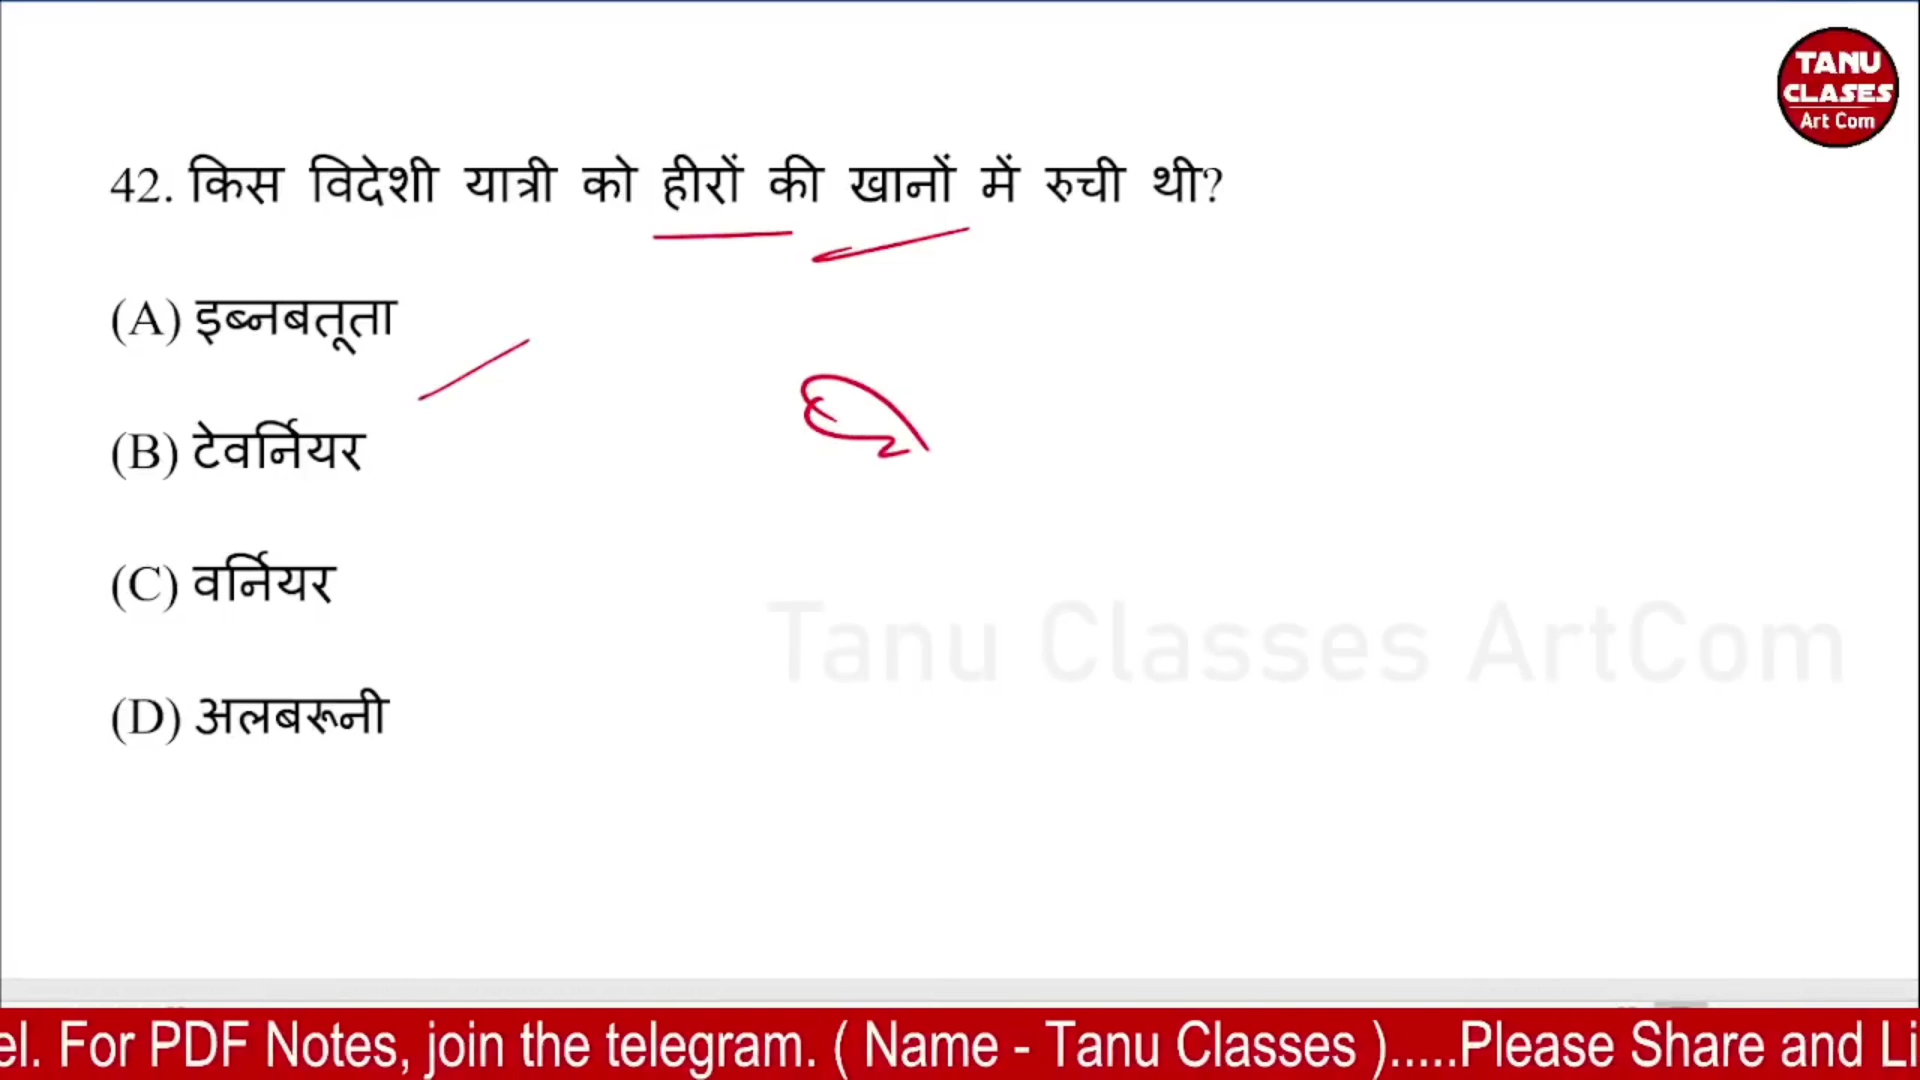 TANU
CLASES
Art Com
42. किस विदेशी यात्री को हीरों की खानों में रुची थी?
(A) इब्नबतूता
(B) टेवर्नियर
(C) वर्नियर
Tanu Classes ArtCom
(D) अलबरूनी
el. For PDF Notes, join the telegram. ( Name - Tanu Classes ).....Please Share and Li